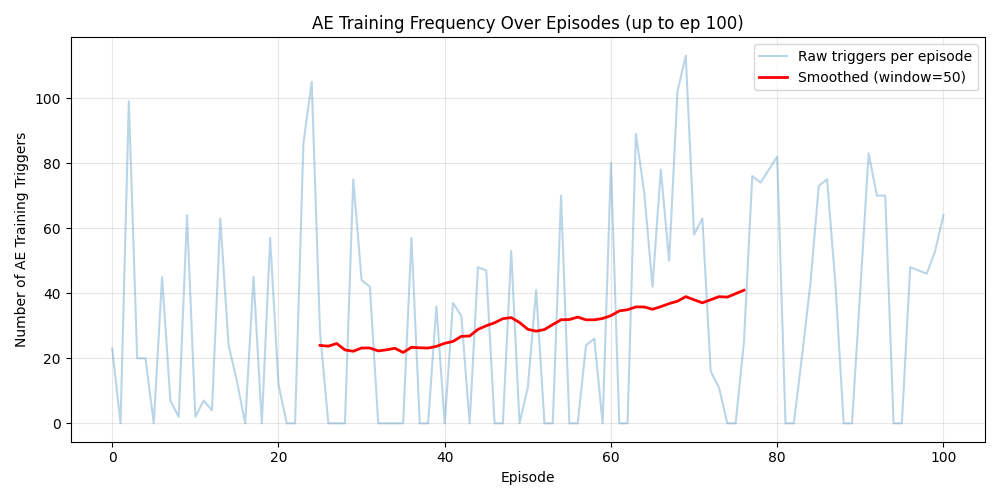 AE Training Frequency Over Episodes (up to ep 100)
Raw triggers per episode
Smoothed (window=50)
Number of AE Training Triggers
100
80
60
40
20
0
0 20 40 60 80 100
Episode